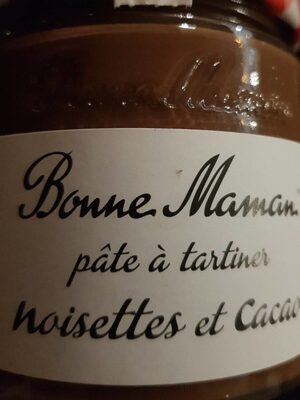 Bonne Maman
pâte à tartiner
noisettes et cacao